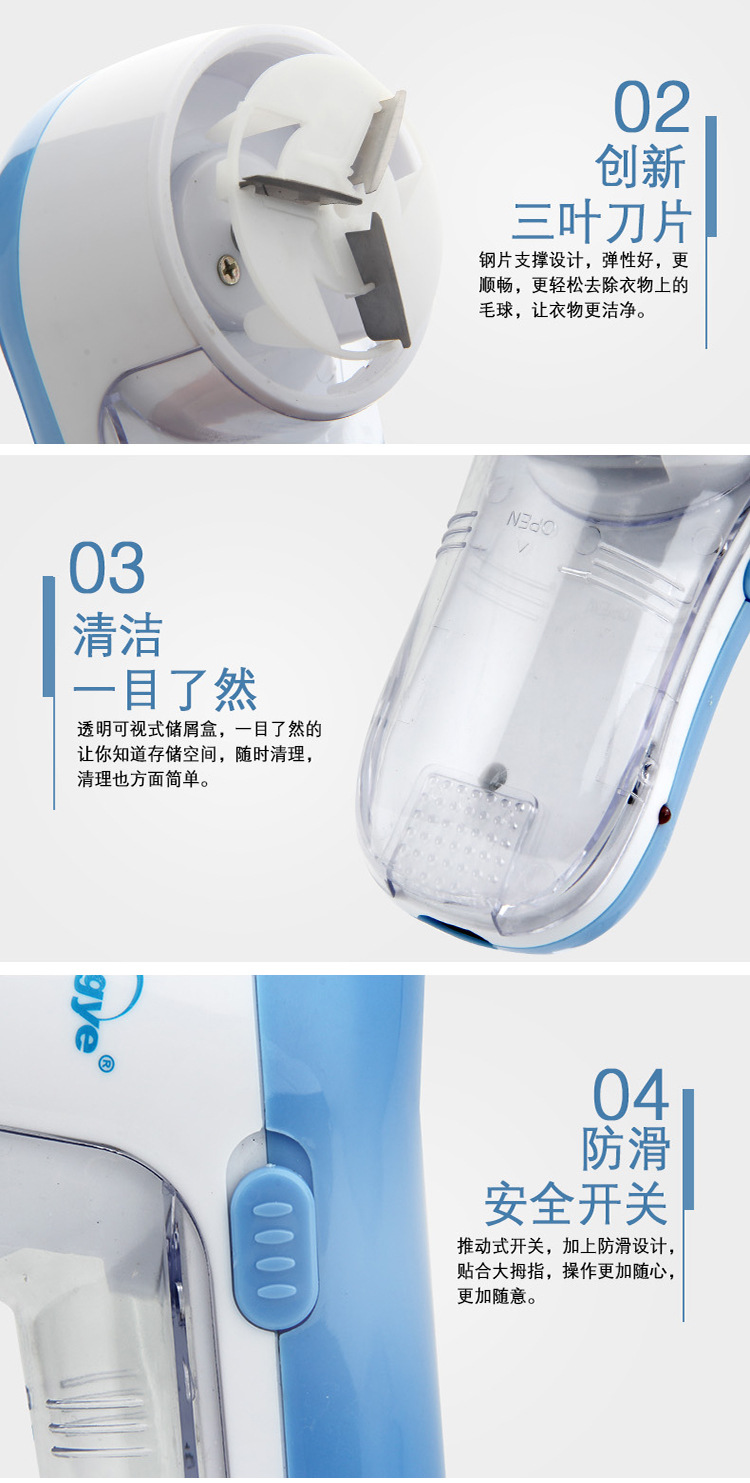 02
创新
三叶刀片
钢片支撑设计，弹性好，更
顺畅，更轻松去除衣物上的
毛球，让衣物更洁净。
OPEN
03
清洁
一目了然
透明可视式储屑盒，一目了然的
让你知道存储空间，随时清理，
清理也方面简单。
gye®
04
防滑
安全开关
推动式开关，加上防滑设计，
贴合大拇指，操作更加随心，
更加随意。